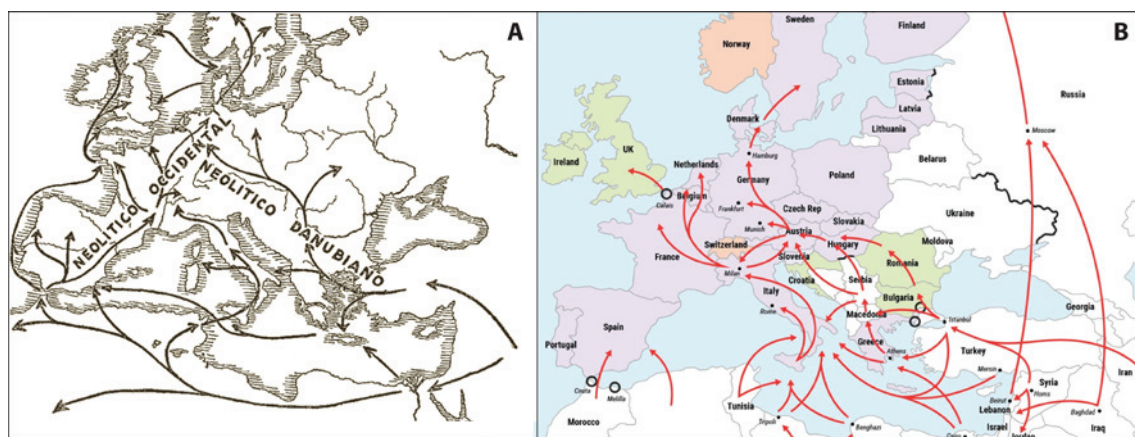 A
NEOLITICO OCCIDENTAL
NEOLITICO DANUBIANO
B
Norway
Sweden
Finland
Russia
Estonia
Moscow
Latvia
Denmark
Lithuania
Ireland
UK
Netherlands
Hamburg
Belarus
Poland
Germany
Belgium
Calais
Frankfurt
Czech Rep
Ukraine
Slovakia
Munich
Austria
France
Switzerland
Hungary
Moldova
Slovenia
Romania
Milan
Croatia
Serbia
Italy
Bulgaria
Georgia
Rome
Macedonia
Istanbul
Spain
Portugal
Greece
Athens
Turkey
Iran
Mersin
Ceuta
Melilla
Syria
Tunisia
Beirut
Homs
Morocco
Lebanon
Baghdad
Tripoli
Benghazi
Israel
Iraq
Cairo
Jordan